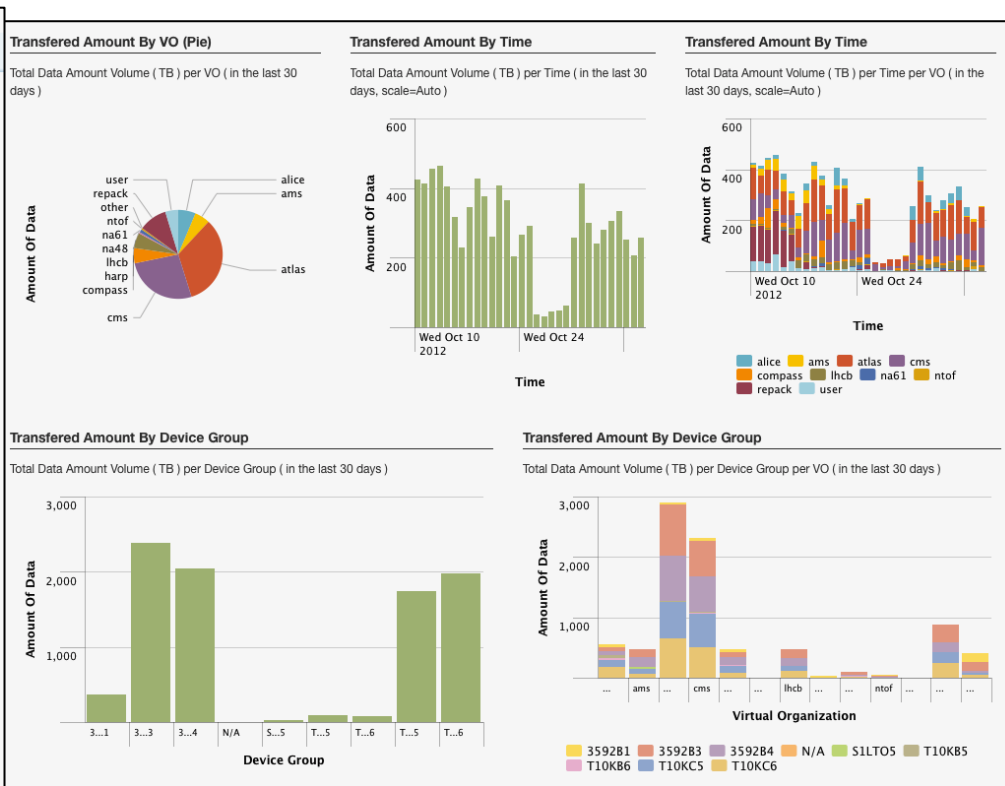 Transfered Amount By VO (Pie)
Total Data Amount Volume ( TB ) per VO ( in the last 30
days )
Amount Of Data
user
repack
other
ntof
na61
na48
lhcb
harp
compass
cms
alice
ams
atlas
Transfered Amount By Time
Total Data Amount Volume ( TB ) per Time ( in the last 30
days, scale=Auto )
Amount Of Data
600
400
200
Wed Oct 10
2012
Wed Oct 24
Time
Transfered Amount By Time
Total Data Amount Volume ( TB ) per Time per VO ( in the
last 30 days, scale=Auto )
Amount Of Data
600
400
200
Wed Oct 10
2012
Wed Oct 24
Time
alice ams atlas cms
compass lhcb na61 ntof
repack user
Transfered Amount By Device Group
Total Data Amount Volume ( TB ) per Device Group ( in the last 30 days )
Amount Of Data
3,000
2,000
1,000
3...1 3...3 3...4 N/A S...5 T...5 T...6 T...5 T...6
Device Group
Transfered Amount By Device Group
Total Data Amount Volume ( TB ) per Device Group per VO ( in the last 30 days )
Amount Of Data
3,000
2,000
1,000
... ams ... cms ... ... lhcb ... ... ntof ... ... ...
Virtual Organization
3592B1 3592B3 3592B4 N/A S1LTO5 T10KB5
T10KB6 T10KC5 T10KC6